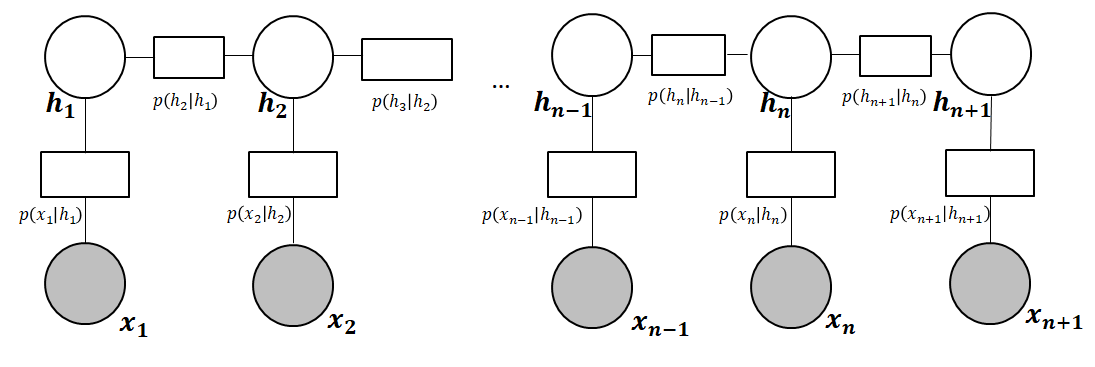 h₁ p(h₂|h₁) h₂ p(h₃|h₂) ... hₙ₋₁ p(hₙ|hₙ₋₁) hₙ p(hₙ₊₁|hₙ) hₙ₊₁
p(x₁|h₁) p(x₂|h₂) p(xₙ₋₁|hₙ₋₁) p(xₙ|hₙ) p(xₙ₊₁|hₙ₊₁)
x₁ x₂ xₙ₋₁ xₙ xₙ₊₁